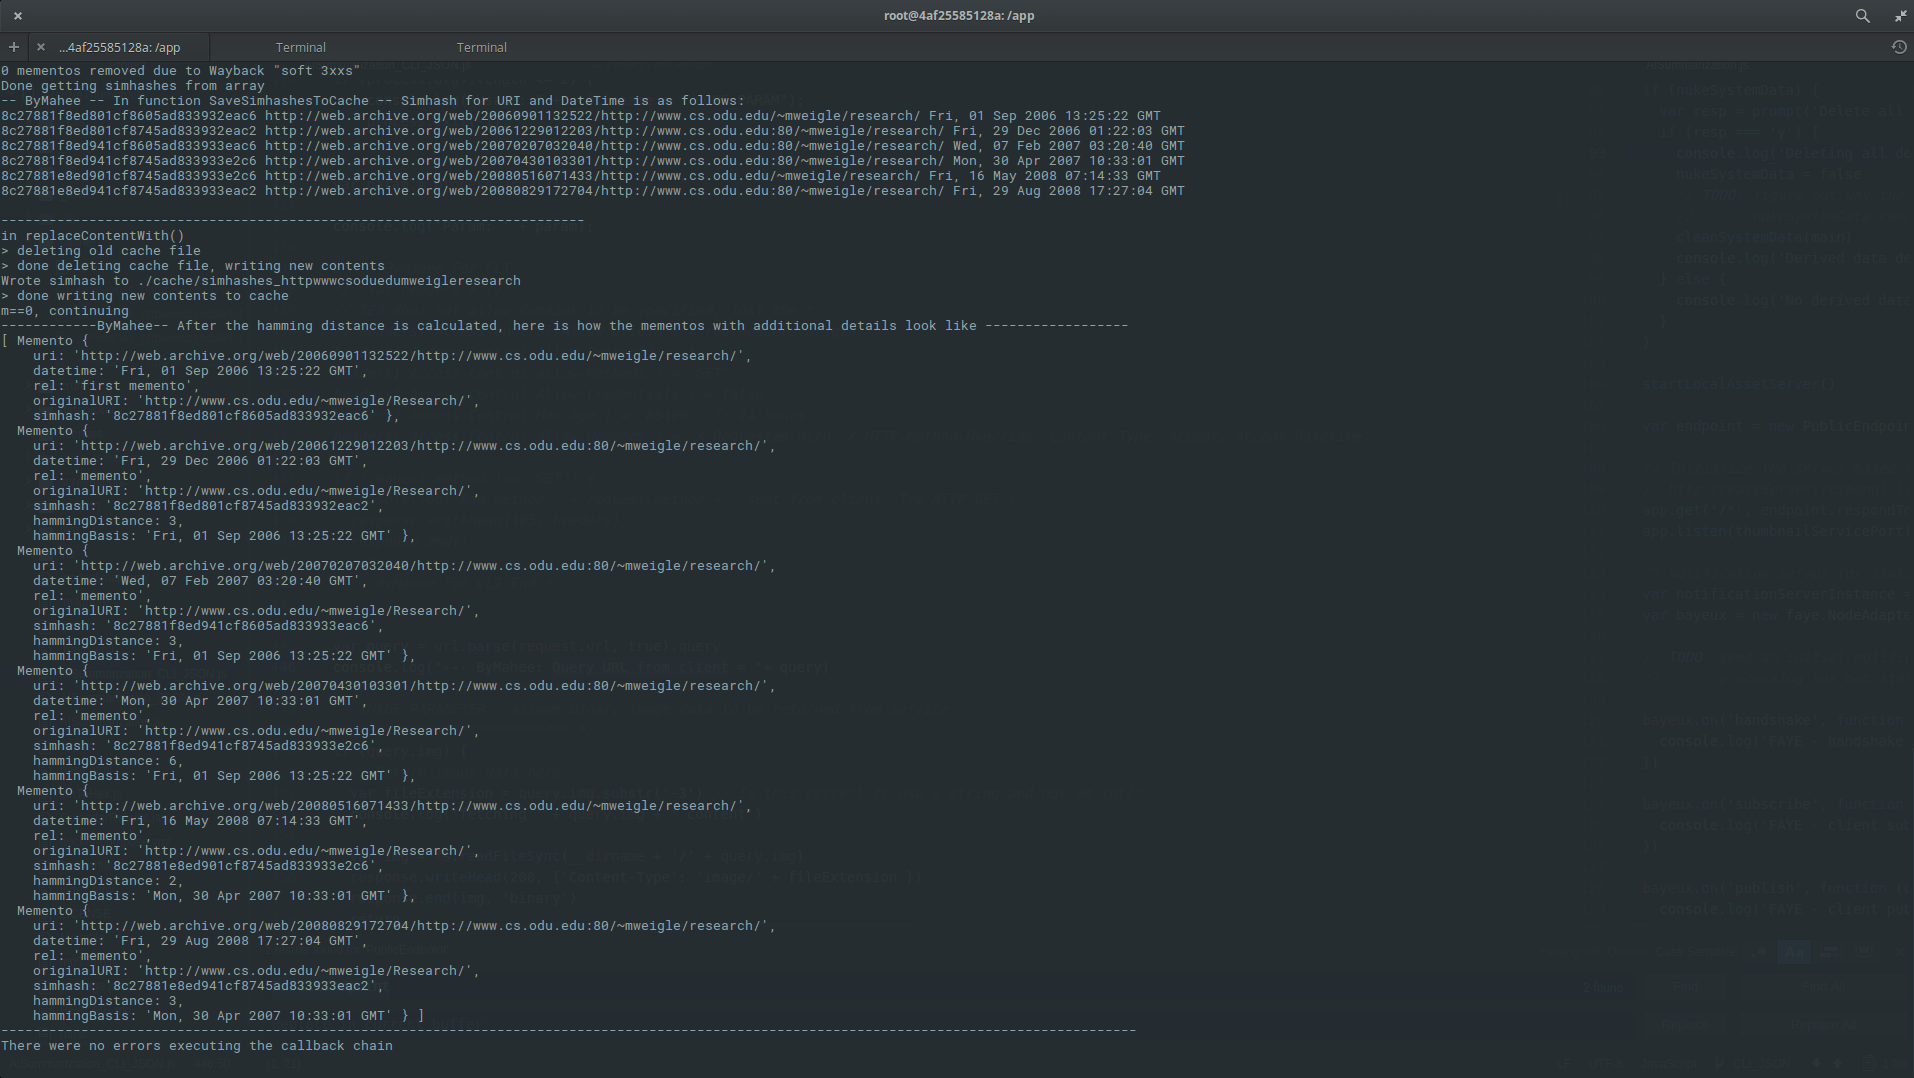 root@4af25585128a: /app
...4af25585128a: /app
Terminal
Terminal
0 mementos removed due to Wayback "soft 3xxs"
Done getting simhashes from array
-- ByMahee -- In function SaveSimhashesToCache -- Simhash for URI and DateTime is as follows:
8c27881f8ed801cf8605ad833932eac6 http://web.archive.org/web/20060901132522/http://www.cs.odu.edu/~mweigle/research/ Fri, 01 Sep 2006 13:25:22 GMT
8c27881f8ed801cf8745ad833932eac2 http://web.archive.org/web/20061229012203/http://www.cs.odu.edu:80/~mweigle/research/ Fri, 29 Dec 2006 01:22:03 GMT
8c27881f8ed941cf8605ad833933eac6 http://web.archive.org/web/20070207032040/http://www.cs.odu.edu:80/~mweigle/research/ Wed, 07 Feb 2007 03:20:40 GMT
8c27881f8ed941cf8745ad833933e2c6 http://web.archive.org/web/20070430103301/http://www.cs.odu.edu:80/~mweigle/research/ Mon, 30 Apr 2007 10:33:01 GMT
8c27881e8ed901cf8745ad833933e2c6 http://web.archive.org/web/20080516071433/http://www.cs.odu.edu/~mweigle/research/ Fri, 16 May 2008 07:14:33 GMT
8c27881e8ed941cf8745ad833933eac2 http://web.archive.org/web/20080829172704/http://www.cs.odu.edu:80/~mweigle/research/ Fri, 29 Aug 2008 17:27:04 GMT
-------------------------------------------------------------------------
in replaceContentWith()
> deleting old cache file
> done deleting cache file, writing new contents
Wrote simhash to ./cache/simhashes_httpwwwcsoduedumweigleresearch
> done writing new contents to cache
m==0, continuing
------------ByMahee-- After the hamming distance is calculated, here is how the mementos with additional details look like ------------------
[ Memento {
    uri: 'http://web.archive.org/web/20060901132522/http://www.cs.odu.edu/~mweigle/research/',
    datetime: 'Fri, 01 Sep 2006 13:25:22 GMT',
    rel: 'first memento',
    originalURI: 'http://www.cs.odu.edu/~mweigle/Research/',
    simhash: '8c27881f8ed801cf8605ad833932eac6' },
  Memento {
    uri: 'http://web.archive.org/web/20061229012203/http://www.cs.odu.edu:80/~mweigle/research/',
    datetime: 'Fri, 29 Dec 2006 01:22:03 GMT',
    rel: 'memento',
    originalURI: 'http://www.cs.odu.edu/~mweigle/Research/',
    simhash: '8c27881f8ed801cf8745ad833932eac2',
    hammingDistance: 3,
    hammingBasis: 'Fri, 01 Sep 2006 13:25:22 GMT' },
  Memento {
    uri: 'http://web.archive.org/web/20070207032040/http://www.cs.odu.edu:80/~mweigle/research/',
    datetime: 'Wed, 07 Feb 2007 03:20:40 GMT',
    rel: 'memento',
    originalURI: 'http://www.cs.odu.edu/~mweigle/Research/',
    simhash: '8c27881f8ed941cf8605ad833933eac6',
    hammingDistance: 3,
    hammingBasis: 'Fri, 01 Sep 2006 13:25:22 GMT' },
  Memento {
    uri: 'http://web.archive.org/web/20070430103301/http://www.cs.odu.edu:80/~mweigle/research/',
    datetime: 'Mon, 30 Apr 2007 10:33:01 GMT',
    rel: 'memento',
    originalURI: 'http://www.cs.odu.edu/~mweigle/Research/',
    simhash: '8c27881f8ed941cf8745ad833933e2c6',
    hammingDistance: 6,
    hammingBasis: 'Fri, 01 Sep 2006 13:25:22 GMT' },
  Memento {
    uri: 'http://web.archive.org/web/20080516071433/http://www.cs.odu.edu/~mweigle/research/',
    datetime: 'Fri, 16 May 2008 07:14:33 GMT',
    rel: 'memento',
    originalURI: 'http://www.cs.odu.edu/~mweigle/Research/',
    simhash: '8c27881e8ed901cf8745ad833933e2c6',
    hammingDistance: 2,
    hammingBasis: 'Mon, 30 Apr 2007 10:33:01 GMT' },
  Memento {
    uri: 'http://web.archive.org/web/20080829172704/http://www.cs.odu.edu:80/~mweigle/research/',
    datetime: 'Fri, 29 Aug 2008 17:27:04 GMT',
    rel: 'memento',
    originalURI: 'http://www.cs.odu.edu/~mweigle/Research/',
    simhash: '8c27881e8ed941cf8745ad833933eac2',
    hammingDistance: 3,
    hammingBasis: 'Mon, 30 Apr 2007 10:33:01 GMT' } ]
----------------------------------------------------------------------------------------------------------------------------------------------
There were no errors executing the callback chain